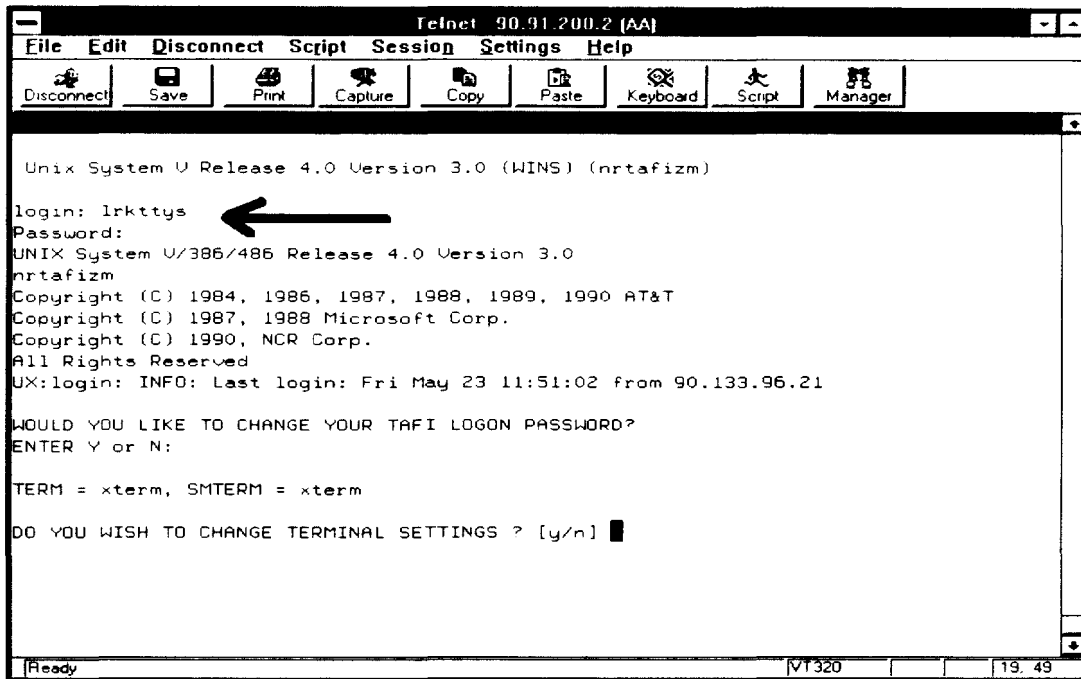 Telnet 90.91.200.2 (AA)
File Edit Disconnect Script Session Settings Help
Disconnect Save Print Capture Copy Paste Keyboard Script Manager
Unix System V Release 4.0 Version 3.0 (WINS) (nrtafizm)
login: lrkttys
Password:
UNIX System V/386/486 Release 4.0 Version 3.0
nrtafizm
Copyright (C) 1984, 1986, 1987, 1988, 1989, 1990 AT&T
Copyright (C) 1987, 1988 Microsoft Corp.
Copyright (C) 1990, NCR Corp.
All Rights Reserved
UX:login: INFO: Last login: Fri May 23 11:51:02 from 90.133.96.21
WOULD YOU LIKE TO CHANGE YOUR TAFI LOGON PASSWORD?
ENTER Y or N:
TERM = xterm, SMTERM = xterm
DO YOU WISH TO CHANGE TERMINAL SETTINGS ? [y/n]
Ready VT320 19, 49